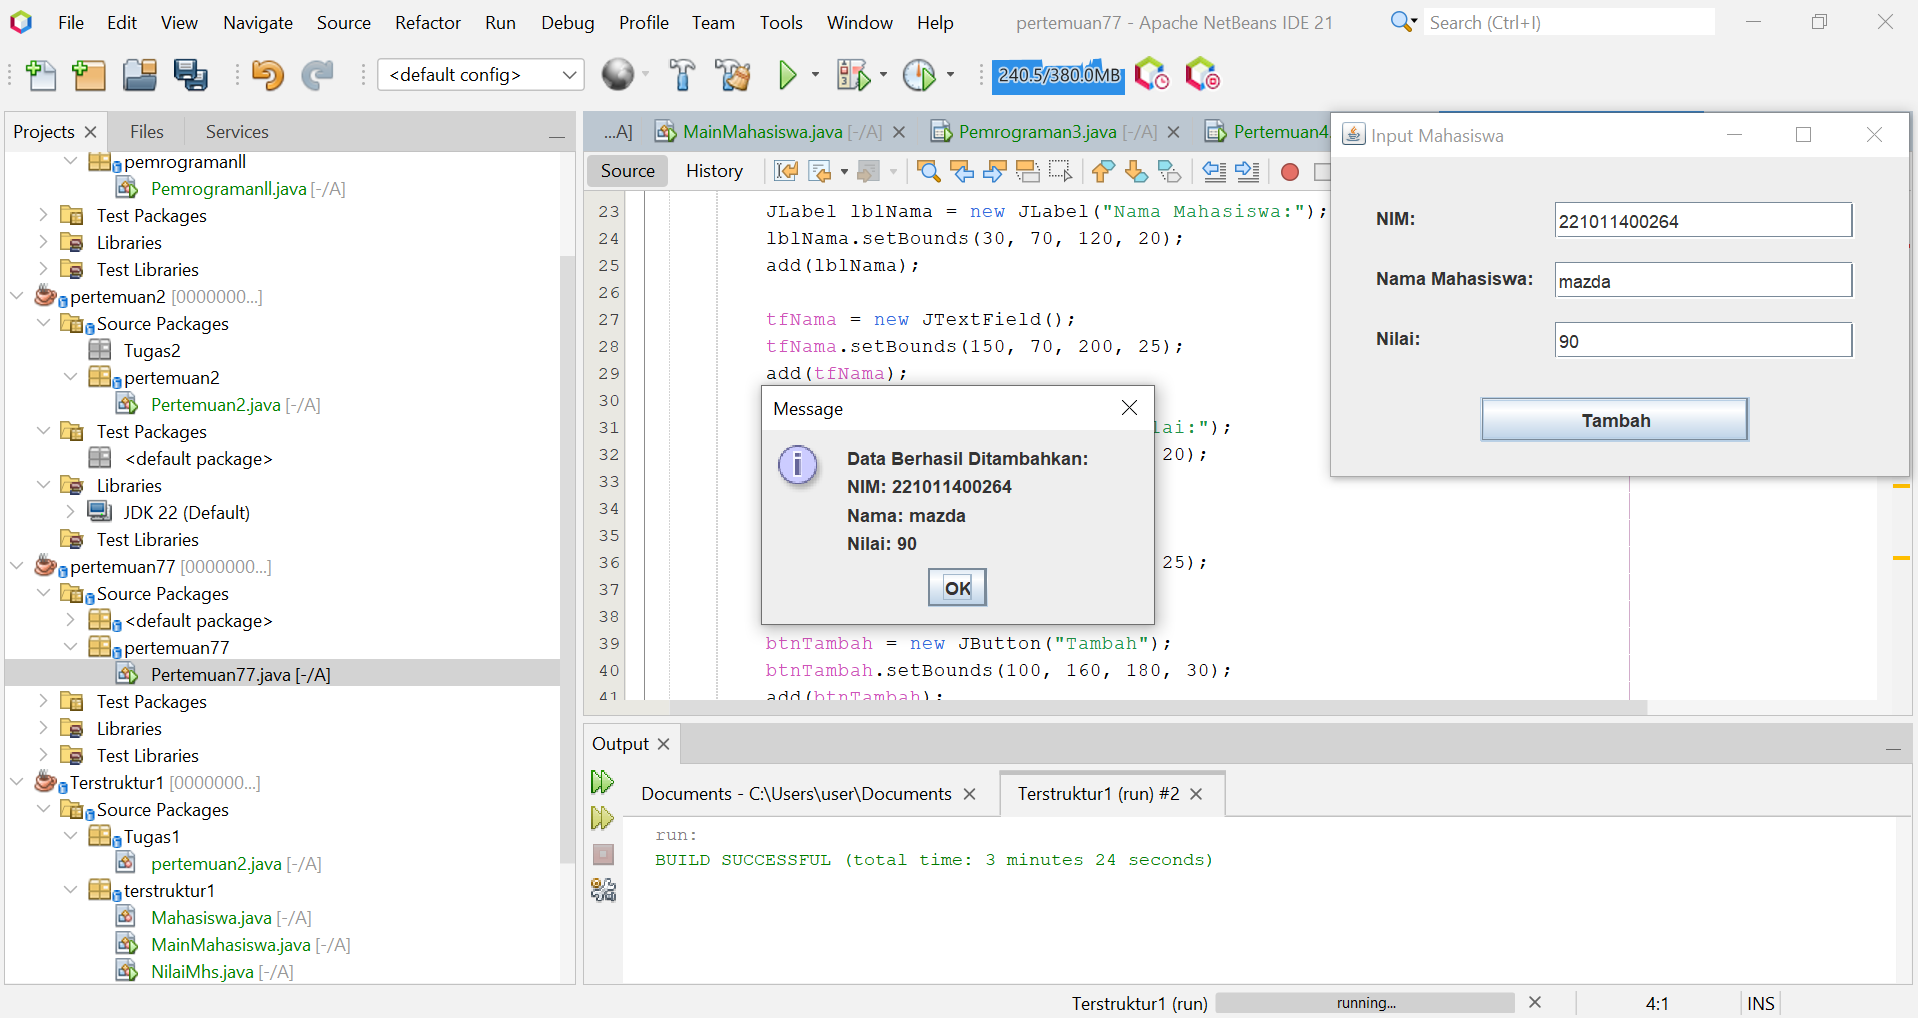 File Edit View Navigate Source Refactor Run Debug Profile Team Tools Window Help
pertemuan77 - Apache NetBeans IDE 21
Search (Ctrl+I)
<default config>
240.5/380.0MB
Projects
Files
Services
pemrogramanII
PemrogramanII.java [-/A]
Test Packages
Libraries
Test Libraries
pertemuan2 [0000000...]
Source Packages
Tugas2
pertemuan2
Pertemuan2.java [-/A]
Test Packages
<default package>
Libraries
JDK 22 (Default)
Test Libraries
pertemuan77 [0000000...]
Source Packages
<default package>
pertemuan77
Pertemuan77.java [-/A]
Test Packages
Libraries
Test Libraries
Terstruktur1 [0000000...]
Source Packages
Tugas1
pertemuan2.java [-/A]
terstruktur1
Mahasiswa.java [-/A]
MainMahasiswa.java [-/A]
NilaiMhs.java [-/A]
...A]
MainMahasiswa.java [-/A]
Pemrograman3.java [-/A]
Pertemuan4.
Source
History
23 JLabel lblNama = new JLabel("Nama Mahasiswa:");
24 lblNama.setBounds(30, 70, 120, 20);
25 add(lblNama);
26
27 tfNama = new JTextField();
28 tfNama.setBounds(150, 70, 200, 25);
29 add(tfNama);
30
31 lai:");
32 20);
33
34
35
36 25);
37
38
39 btnTambah = new JButton("Tambah");
40 btnTambah.setBounds(100, 160, 180, 30);
41 add(btnTambah);
Input Mahasiswa
NIM: 221011400264
Nama Mahasiswa: mazda
Nilai: 90
Tambah
Message
Data Berhasil Ditambahkan:
NIM: 221011400264
Nama: mazda
Nilai: 90
OK
Output
Documents - C:\Users\user\Documents
Terstruktur1 (run) #2
run:
BUILD SUCCESSFUL (total time: 3 minutes 24 seconds)
Terstruktur1 (run)
running...
4:1
INS